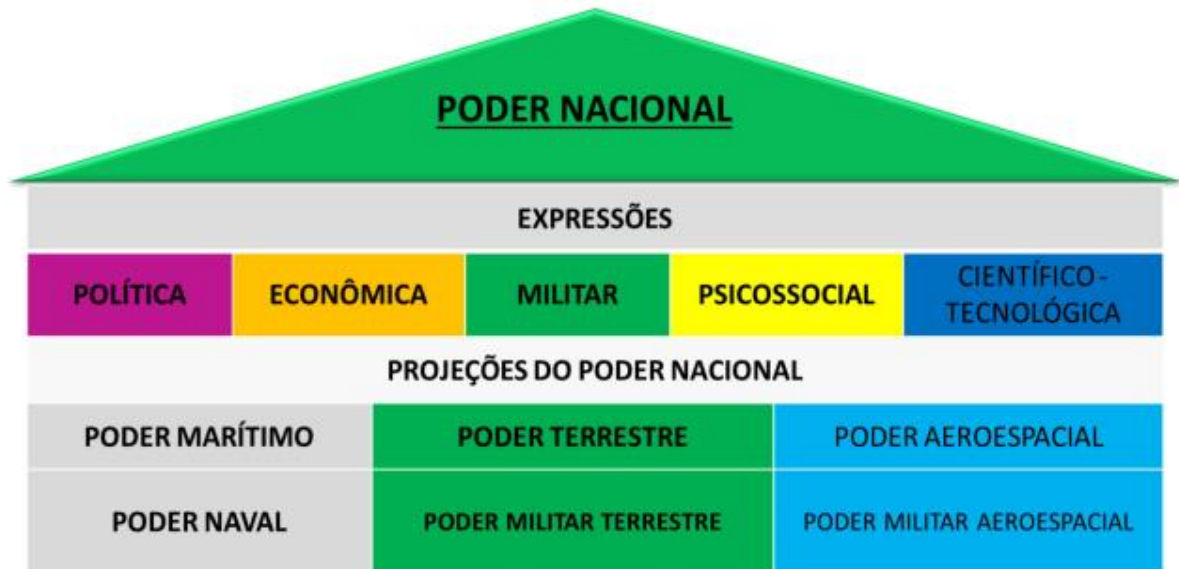 PODER NACIONAL
EXPRESSÕES
POLÍTICA
ECONÔMICA
MILITAR
PSICOSSOCIAL
CIENTÍFICO-
TECNOLÓGICA
PROJEÇÕES DO PODER NACIONAL
PODER MARÍTIMO
PODER TERRESTRE
PODER AEROESPACIAL
PODER NAVAL
PODER MILITAR TERRESTRE
PODER MILITAR AEROESPACIAL